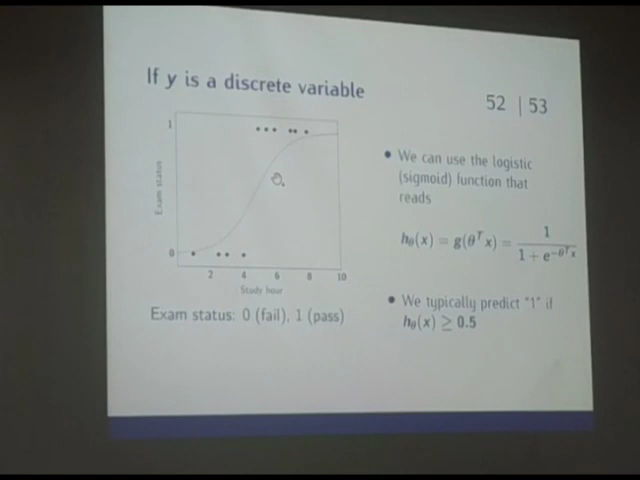 If y is a discrete variable
52 | 53
1
0
Exam status
2 4 6 8 10
Study hour
Exam status: 0 (fail), 1 (pass)
• We can use the logistic
(sigmoid) function that
reads
hθ(x) = g(θᵀx) = 1 / (1 + e^(−θᵀx))
• We typically predict "1" if
hθ(x) ≥ 0.5